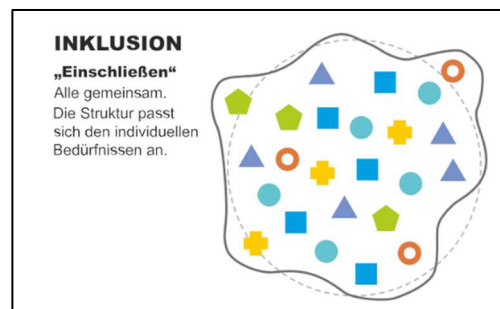 INKLUSION
„Einschließen“
Alle gemeinsam.
Die Struktur passt
sich den individuellen
Bedürfnissen an.